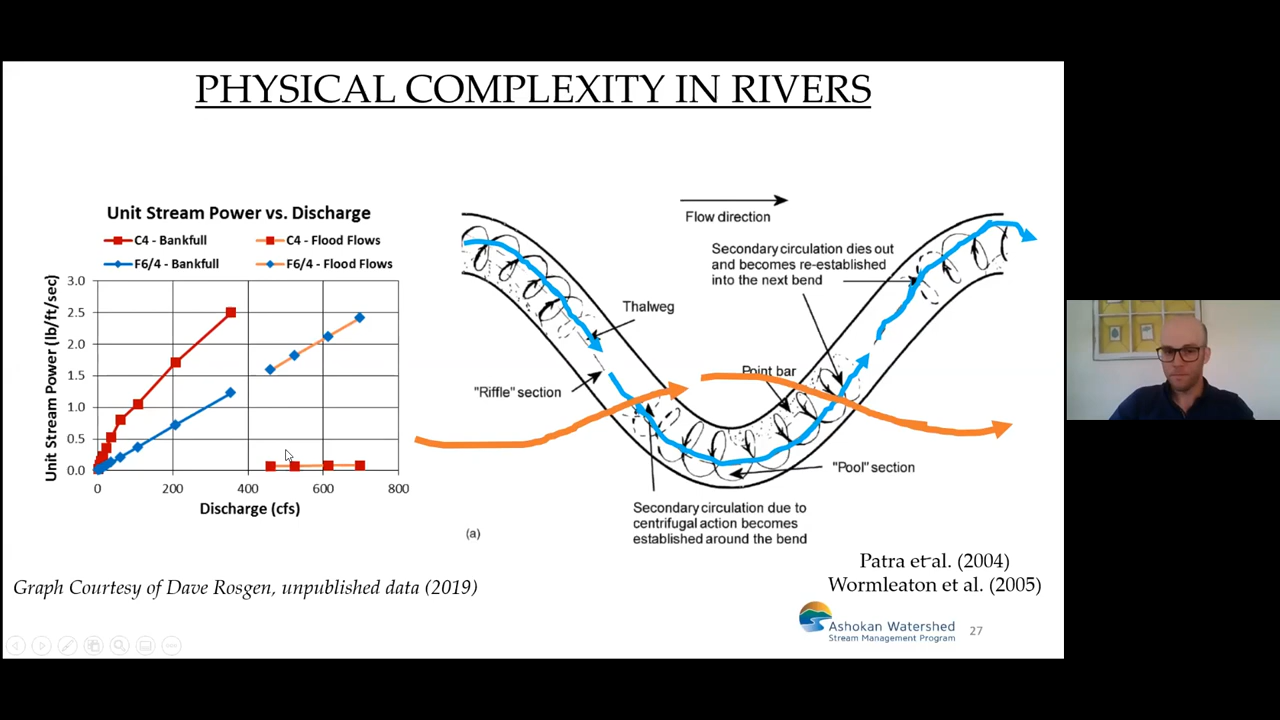 PHYSICAL COMPLEXITY IN RIVERS
Unit Stream Power vs. Discharge
C4 - Bankfull
C4 - Flood Flows
F6/4 - Bankfull
F6/4 - Flood Flows
Unit Stream Power (lb/ft/sec)
3.0
2.5
2.0
1.5
1.0
0.5
0.0
0
200
400
600
800
Discharge (cfs)
Flow direction
Secondary circulation dies out
and becomes re-established
into the next bend
Thalweg
"Riffle" section
Point bar
"Pool" section
Secondary circulation due to
centrifugal action becomes
established around the bend
(a)
Patra et al. (2004)
Wormleaton et al. (2005)
Graph Courtesy of Dave Rosgen, unpublished data (2019)
Ashokan Watershed
Stream Management Program
27